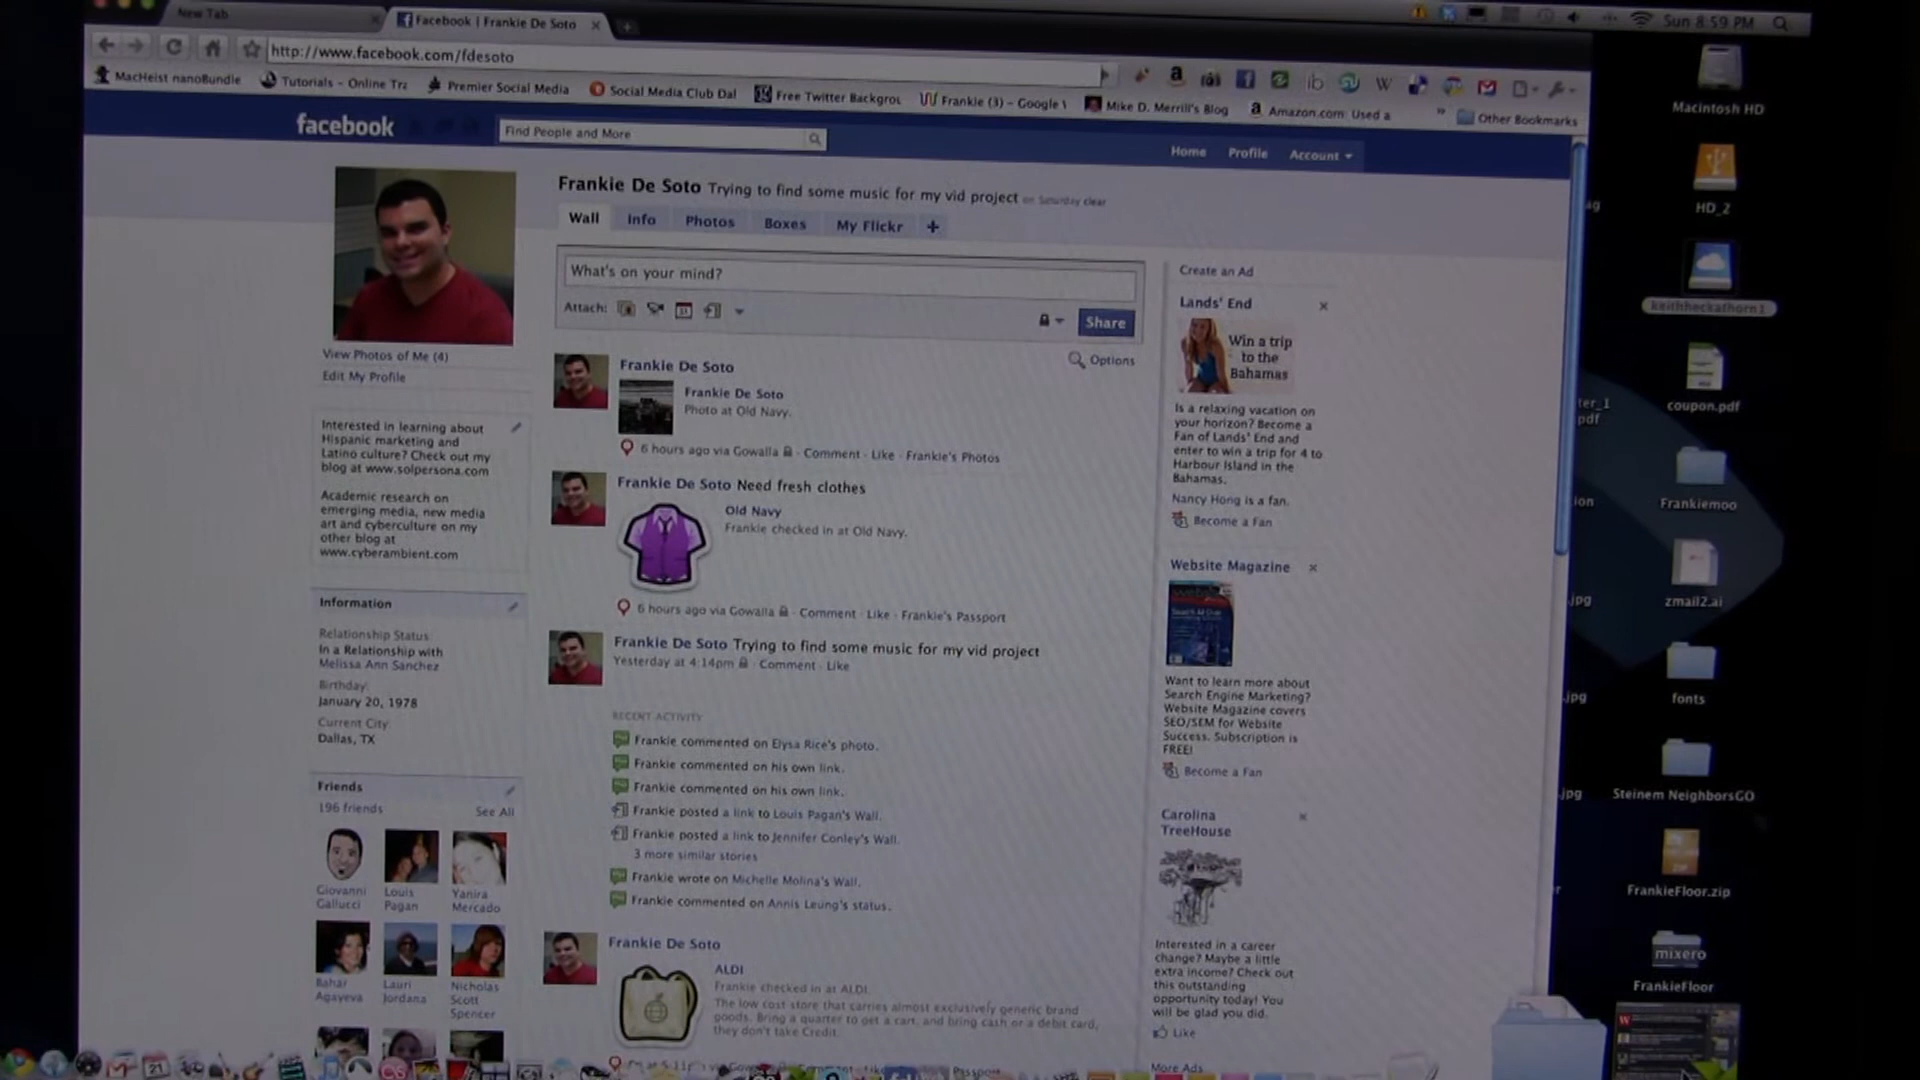 New Tab
Facebook | Frankie De Soto
Sun 8:59 PM
http://www.facebook.com/fdesoto
MacHeist nanoBundle
Tutorials - Online Tra
Premier Social Media
Social Media Club Dal
Free Twitter Backgrou
Frankie (3) - Google
Mike D. Merrill's Blog
Amazon.com: Used a
Other Bookmarks
facebook
Find People and More
Home
Profile
Account
Frankie De Soto Trying to find some music for my vid project on Saturday clear
Wall
Info
Photos
Boxes
My Flickr
What's on your mind?
Attach:
Share
Options
View Photos of Me (4)
Edit My Profile
Interested in learning about
Hispanic marketing and
Latino culture? Check out my
blog at www.solpersona.com
Academic research on
emerging media, new media
art and cyberculture on my
other blog at
www.cyberambient.com
Information
Relationship Status:
In a Relationship with
Melissa Ann Sanchez
Birthday:
January 20, 1978
Current City:
Dallas, TX
Friends
196 friends
See All
Giovanni
Gallucci
Louis
Pagan
Yanira
Mercado
Bahar
Agayeva
Lauri
Jordana
Nicholas
Scott
Spencer
Frankie De Soto
Frankie De Soto
Photo at Old Navy.
6 hours ago via Gowalla · Comment · Like · Frankie's Photos
Frankie De Soto Need fresh clothes
Old Navy
Frankie checked in at Old Navy.
6 hours ago via Gowalla · Comment · Like · Frankie's Passport
Frankie De Soto Trying to find some music for my vid project
Yesterday at 4:14pm · Comment · Like
RECENT ACTIVITY
Frankie commented on Elysa Rice's photo.
Frankie commented on his own link.
Frankie commented on his own link.
Frankie posted a link to Louis Pagan's Wall.
Frankie posted a link to Jennifer Conley's Wall.
3 more similar stories
Frankie wrote on Michelle Molina's Wall.
Frankie commented on Annis Leung's status.
Frankie De Soto
ALDI
Frankie checked in at ALDI.
The low cost store that carries almost exclusively generic brand
goods. Bring a quarter to get a cart, and bring cash or a debit card,
they don't take Credit.
Create an Ad
Lands' End
Win a trip
to the
Bahamas
Is a relaxing vacation on
your horizon? Become a
Fan of Lands' End and
enter to win a trip for 4 to
Harbour Island in the
Bahamas.
Nancy Hong is a fan.
Become a Fan
Website Magazine
Want to learn more about
Search Engine Marketing?
Website Magazine covers
SEO/SEM for Website
Success. Subscription is
FREE!
Become a Fan
Carolina
TreeHouse
Interested in a career
change? Maybe a little
extra income? Check out
this outstanding
opportunity today! You
will be glad you did.
Like
More Ads
Macintosh HD
HD_2
keithheckathorn1
coupon.pdf
Frankiemoo
zmail2.ai
fonts
Steinem NeighborsGO
FrankieFloor.zip
mixero
FrankieFloor
ter_1
pdf
.jpg
.jpg
.jpg